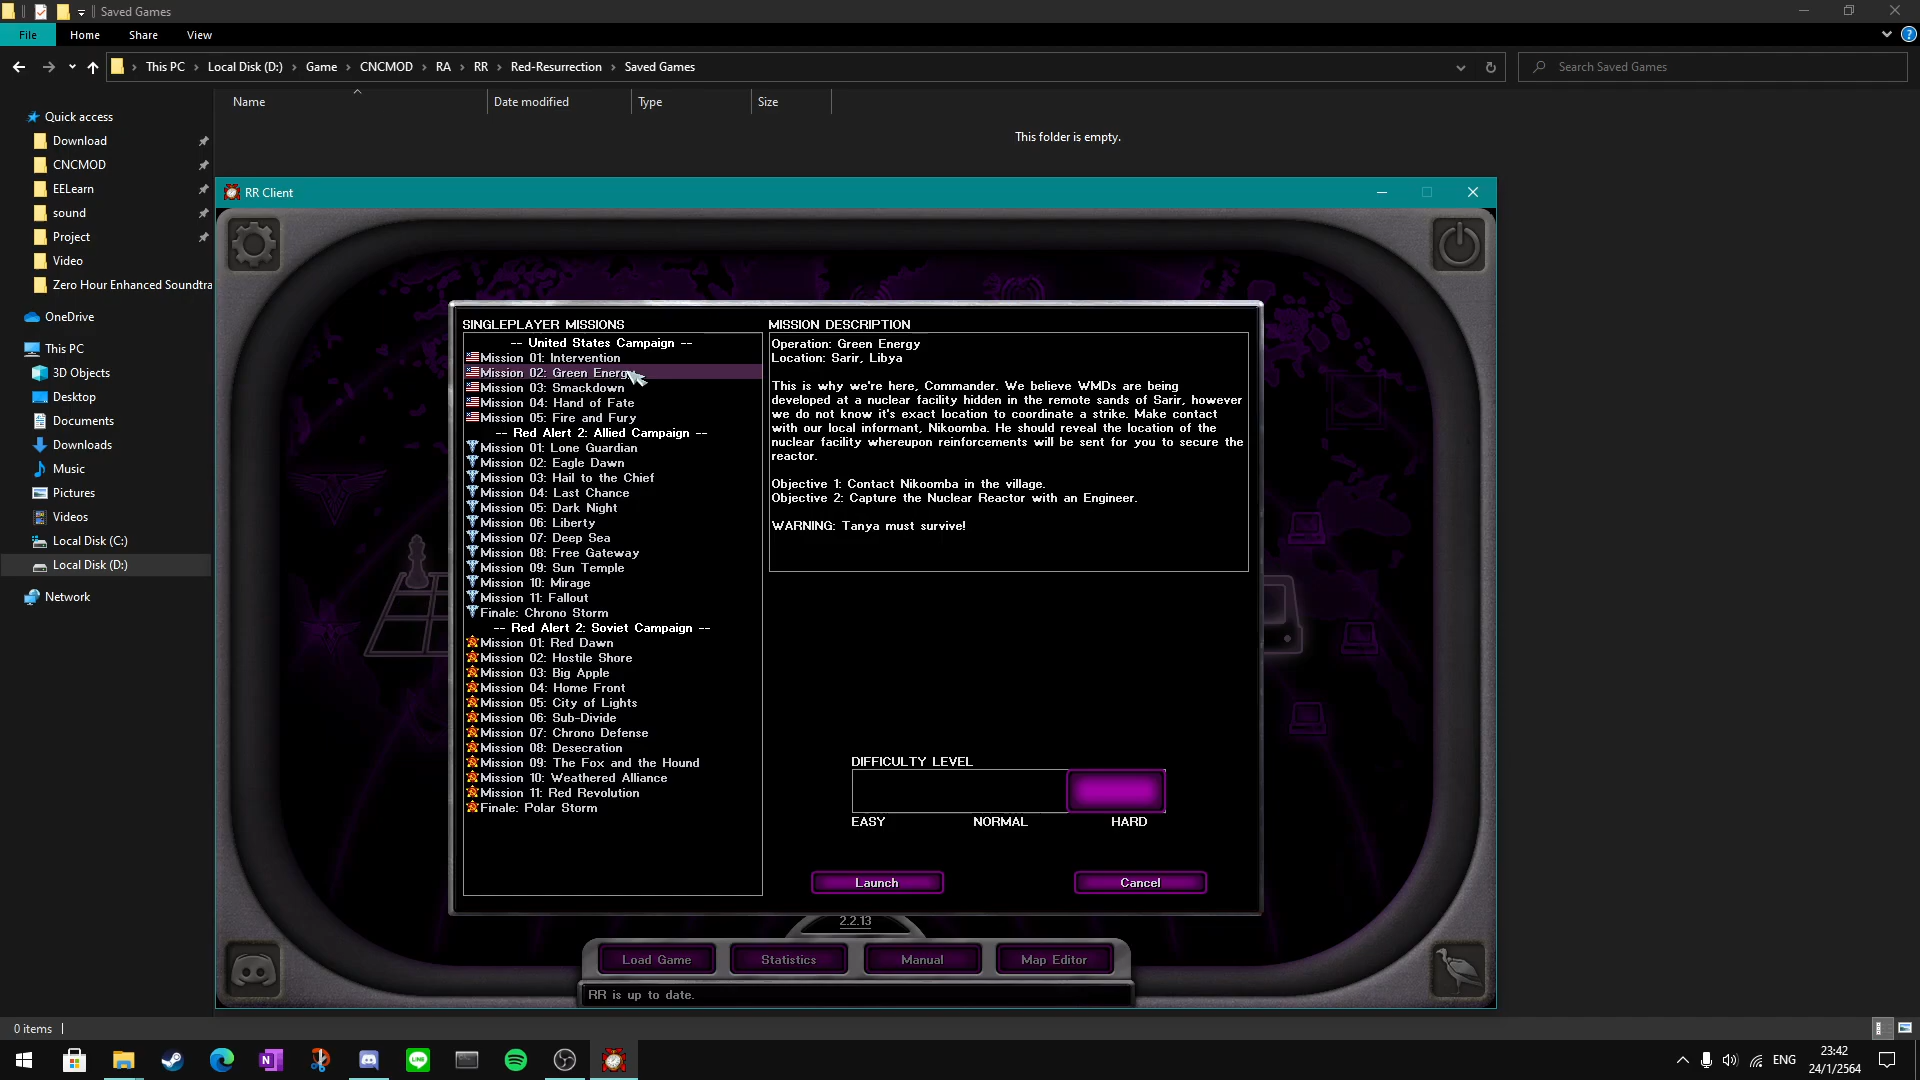 Saved Games
File Home Share View
This PC Local Disk (D:) Game CNCMOD RA RR Red-Resurrection Saved Games
Search Saved Games
Name Date modified Type Size
This folder is empty.
Quick access
Download
CNCMOD
EELearn
sound
Project
Video
Zero Hour Enhanced Soundtra
OneDrive
This PC
3D Objects
Desktop
Documents
Downloads
Music
Pictures
Videos
Local Disk (C:)
Local Disk (D:)
Network
RR Client
SINGLEPLAYER MISSIONS
-- United States Campaign --
Mission 01: Intervention
Mission 02: Green Energy
Mission 03: Smackdown
Mission 04: Hand of Fate
Mission 05: Fire and Fury
-- Red Alert 2: Allied Campaign --
Mission 01: Lone Guardian
Mission 02: Eagle Dawn
Mission 03: Hail to the Chief
Mission 04: Last Chance
Mission 05: Dark Night
Mission 06: Liberty
Mission 07: Deep Sea
Mission 08: Free Gateway
Mission 09: Sun Temple
Mission 10: Mirage
Mission 11: Fallout
Finale: Chrono Storm
-- Red Alert 2: Soviet Campaign --
Mission 01: Red Dawn
Mission 02: Hostile Shore
Mission 03: Big Apple
Mission 04: Home Front
Mission 05: City of Lights
Mission 06: Sub-Divide
Mission 07: Chrono Defense
Mission 08: Desecration
Mission 09: The Fox and the Hound
Mission 10: Weathered Alliance
Mission 11: Red Revolution
Finale: Polar Storm
MISSION DESCRIPTION
Operation: Green Energy
Location: Sarir, Libya
This is why we're here, Commander. We believe WMDs are being
developed at a nuclear facility hidden in the remote sands of Sarir, however
we do not know it's exact location to coordinate a strike. Make contact
with our local informant, Nikoomba. He should reveal the location of the
nuclear facility whereupon reinforcements will be sent for you to secure the
reactor.
Objective 1: Contact Nikoomba in the village.
Objective 2: Capture the Nuclear Reactor with an Engineer.
WARNING: Tanya must survive!
DIFFICULTY LEVEL
EASY NORMAL HARD
Launch Cancel
2.2.13
Load Game Statistics Manual Map Editor
RR is up to date.
0 items
ENG
23:42
24/1/2564